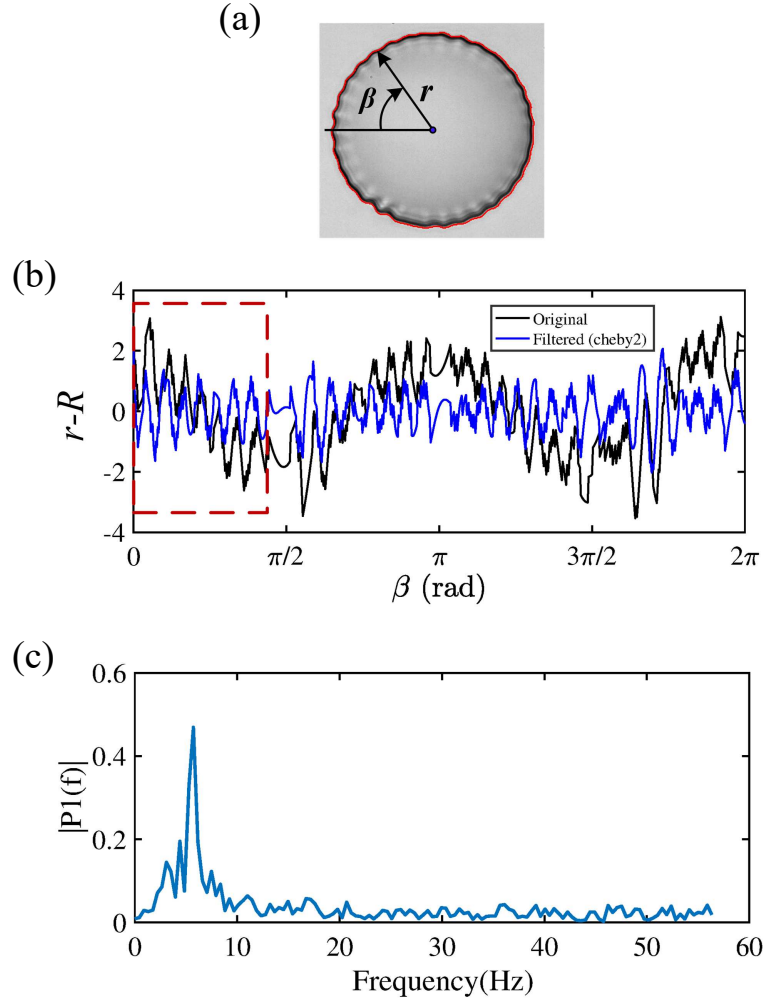 (a)
β
r
(b)
r-R
4
2
0
-2
-4
Original
Filtered (cheby2)
0
π/2
π
3π/2
2π
β (rad)
(c)
|P1(f)|
0.6
0.4
0.2
0
0
10
20
30
40
50
60
Frequency(Hz)